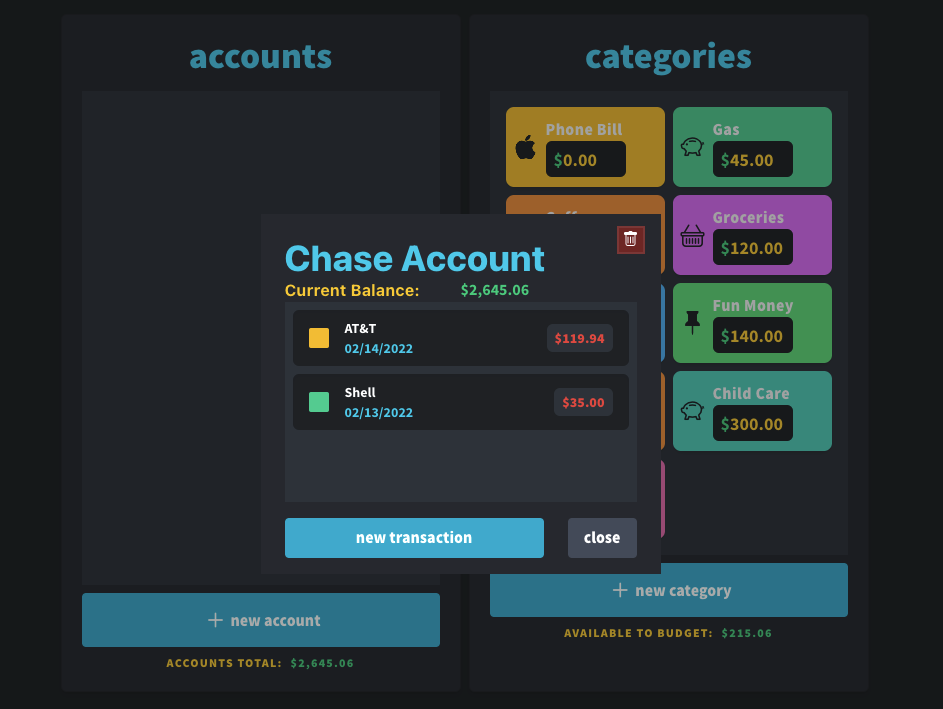 accounts
categories
Phone Bill
$0.00
Gas
$45.00
Groceries
$120.00
Fun Money
$140.00
Child Care
$300.00
Chase Account
Current Balance: $2,645.06
AT&T
02/14/2022
$119.94
Shell
02/13/2022
$35.00
new transaction
close
+ new account
ACCOUNTS TOTAL: $2,645.06
+ new category
AVAILABLE TO BUDGET: $215.06